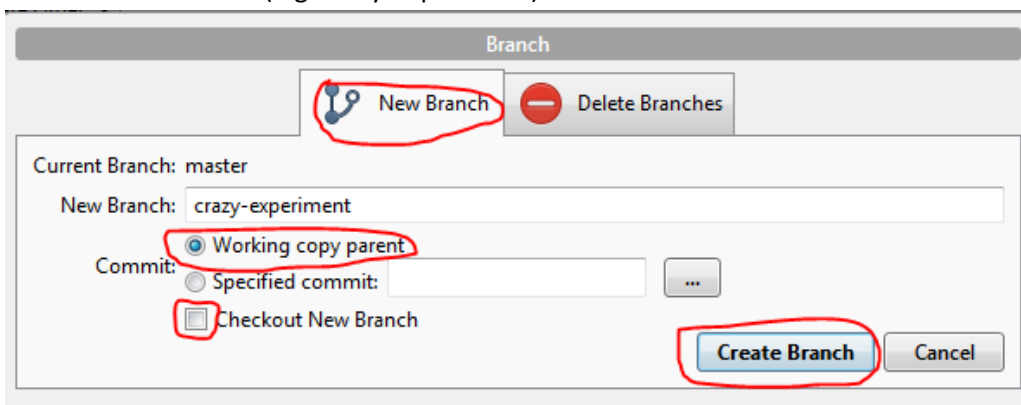 Branch
New Branch
Delete Branches
Current Branch: master
New Branch: crazy-experiment
Working copy parent
Commit:
Specified commit:
...
Checkout New Branch
Create Branch
Cancel